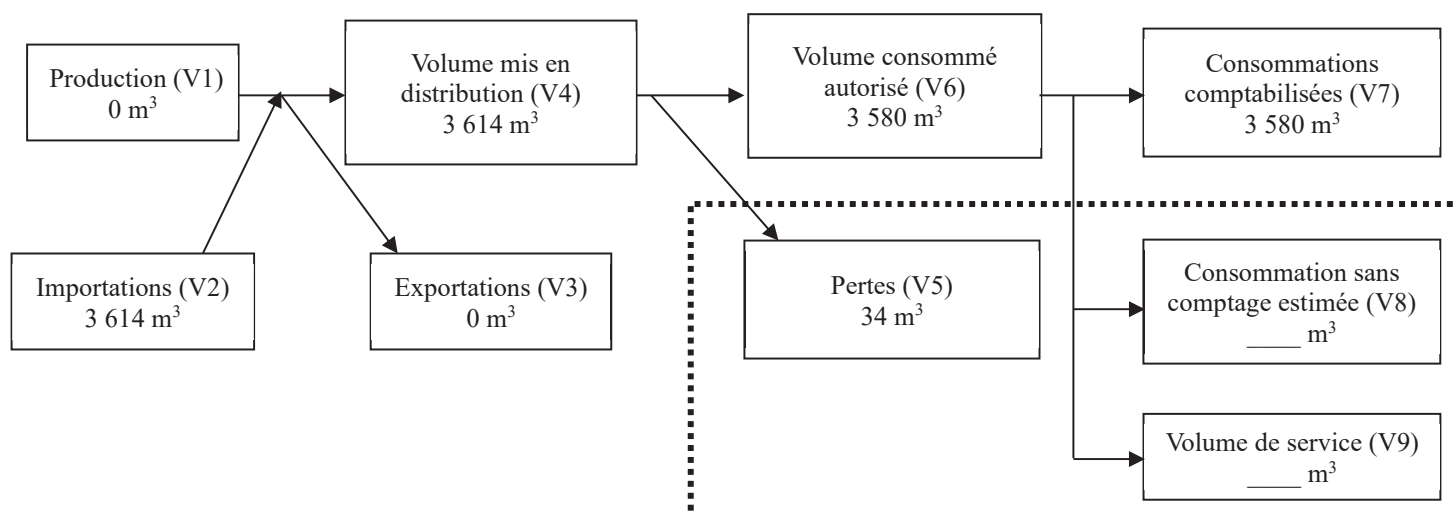 Production (V1)
0 m³
Volume mis en
distribution (V4)
3 614 m³
Volume consommé
autorisé (V6)
3 580 m³
Consommations
comptabilisées (V7)
3 580 m³
Importations (V2)
3 614 m³
Exportations (V3)
0 m³
Pertes (V5)
34 m³
Consommation sans
comptage estimée (V8)
____ m³
Volume de service (V9)
____ m³